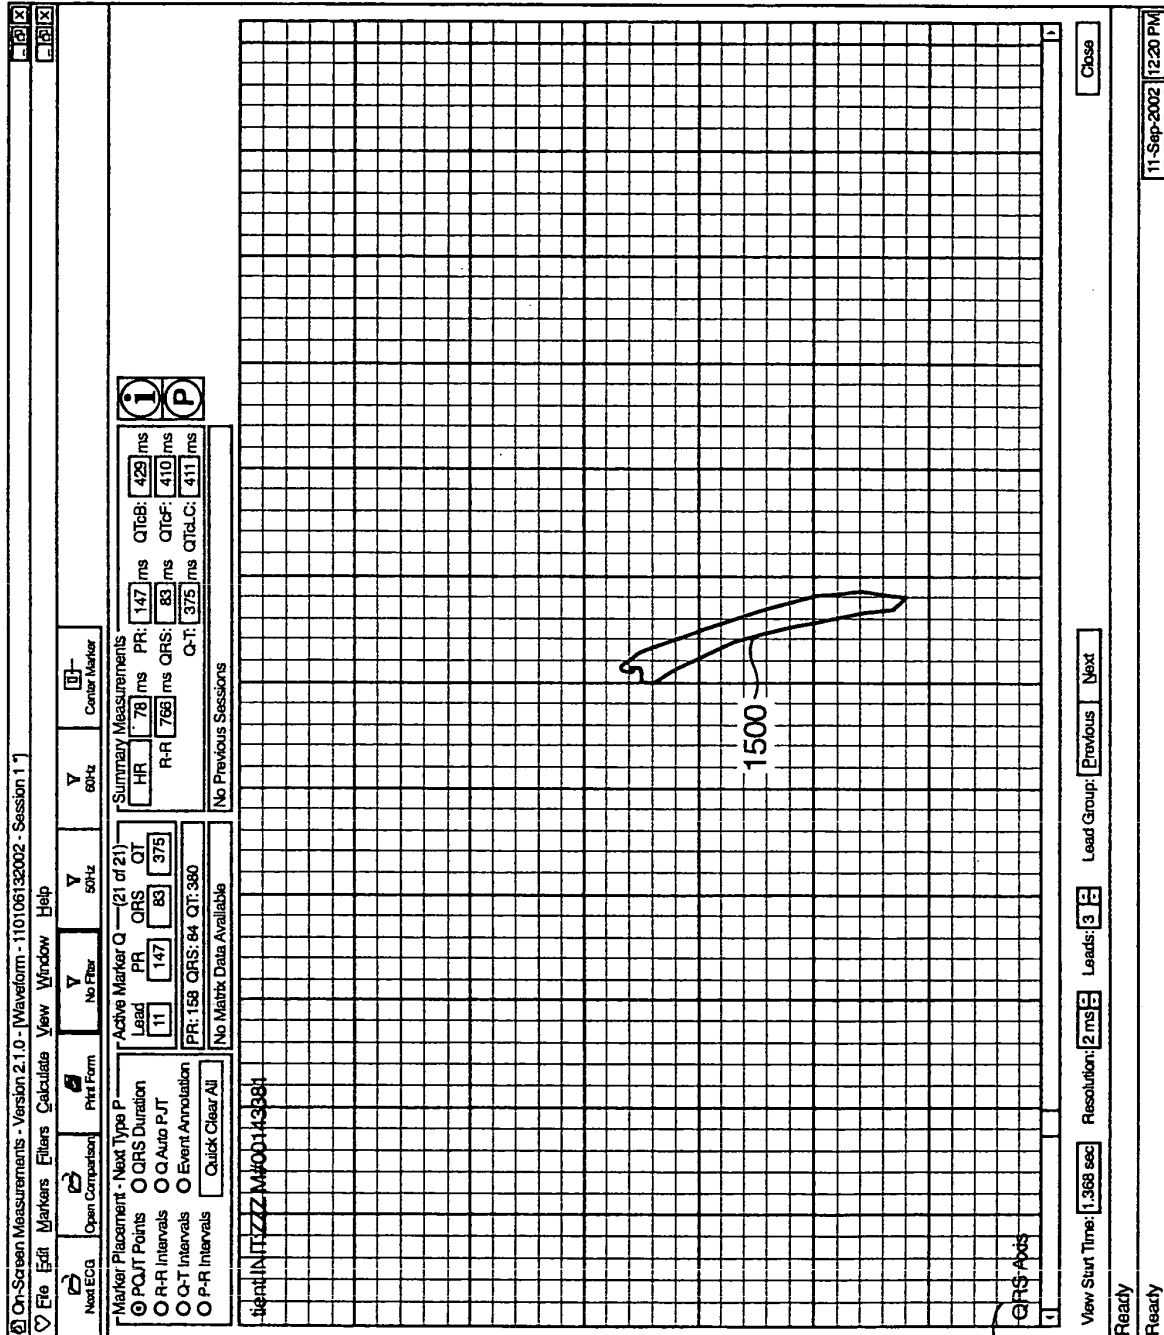 On-Screen Measurements - Version 2.1.0 - [Waveform - 110106132002 - Session 1 *]
File Edit Markers Filters Calculate View Window Help
Next ECG Open Comparison Print Form No Filter 50Hz 60Hz Center Marker
Marker Placement - Next Type P
PQJT Points QRS Duration
R-R Intervals Q Auto PJT
Q-T Intervals Event Annotation
P-R Intervals Quick Clear All
Active Marker Q (21 of 21)
Lead PR QRS QT
11 147 83 375
PR: 158 QRS: 84 QT: 380
No Matrix Data Available
Summary Measurements
HR 78 ms PR: 147 ms QTcB: 429 ms
R-R 766 ms QRS: 83 ms QTcF: 410 ms
Q-T: 375 ms QTcLC: 411 ms
No Previous Sessions
i
P
tient INIT:ZZZ M#00143381
1500
QRS Axis
View Start Time: 1.368 sec Resolution: 2 ms Leads: 3 Lead Group: Previous Next Close
Ready
Ready 11-Sep-2002 12:20 PM